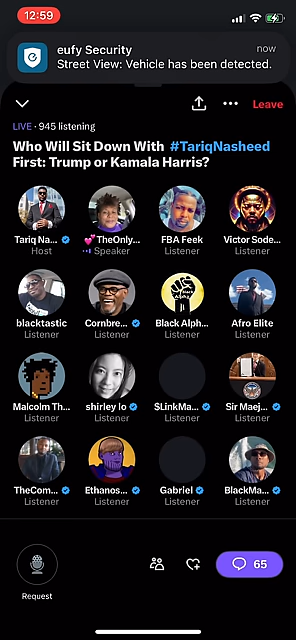 12:59
eufy Security
now
Street View: Vehicle has been detected.
Leave
LIVE · 945 listening
Who Will Sit Down With #TariqNasheed
First: Trump or Kamala Harris?
Tariq Na... 💕TheOnly... FBA Feek Victor Sode...
Host Speaker Listener Listener
blacktastic Cornbre... Black Alph... Afro Elite
Listener Listener Listener Listener
Malcolm Th... shirley lo SLinkMa... Sir Maej...
Listener Listener Listener Listener
TheCom... Ethanos... Gabriel BlackMa...
Listener Listener Listener Listener
65
Request